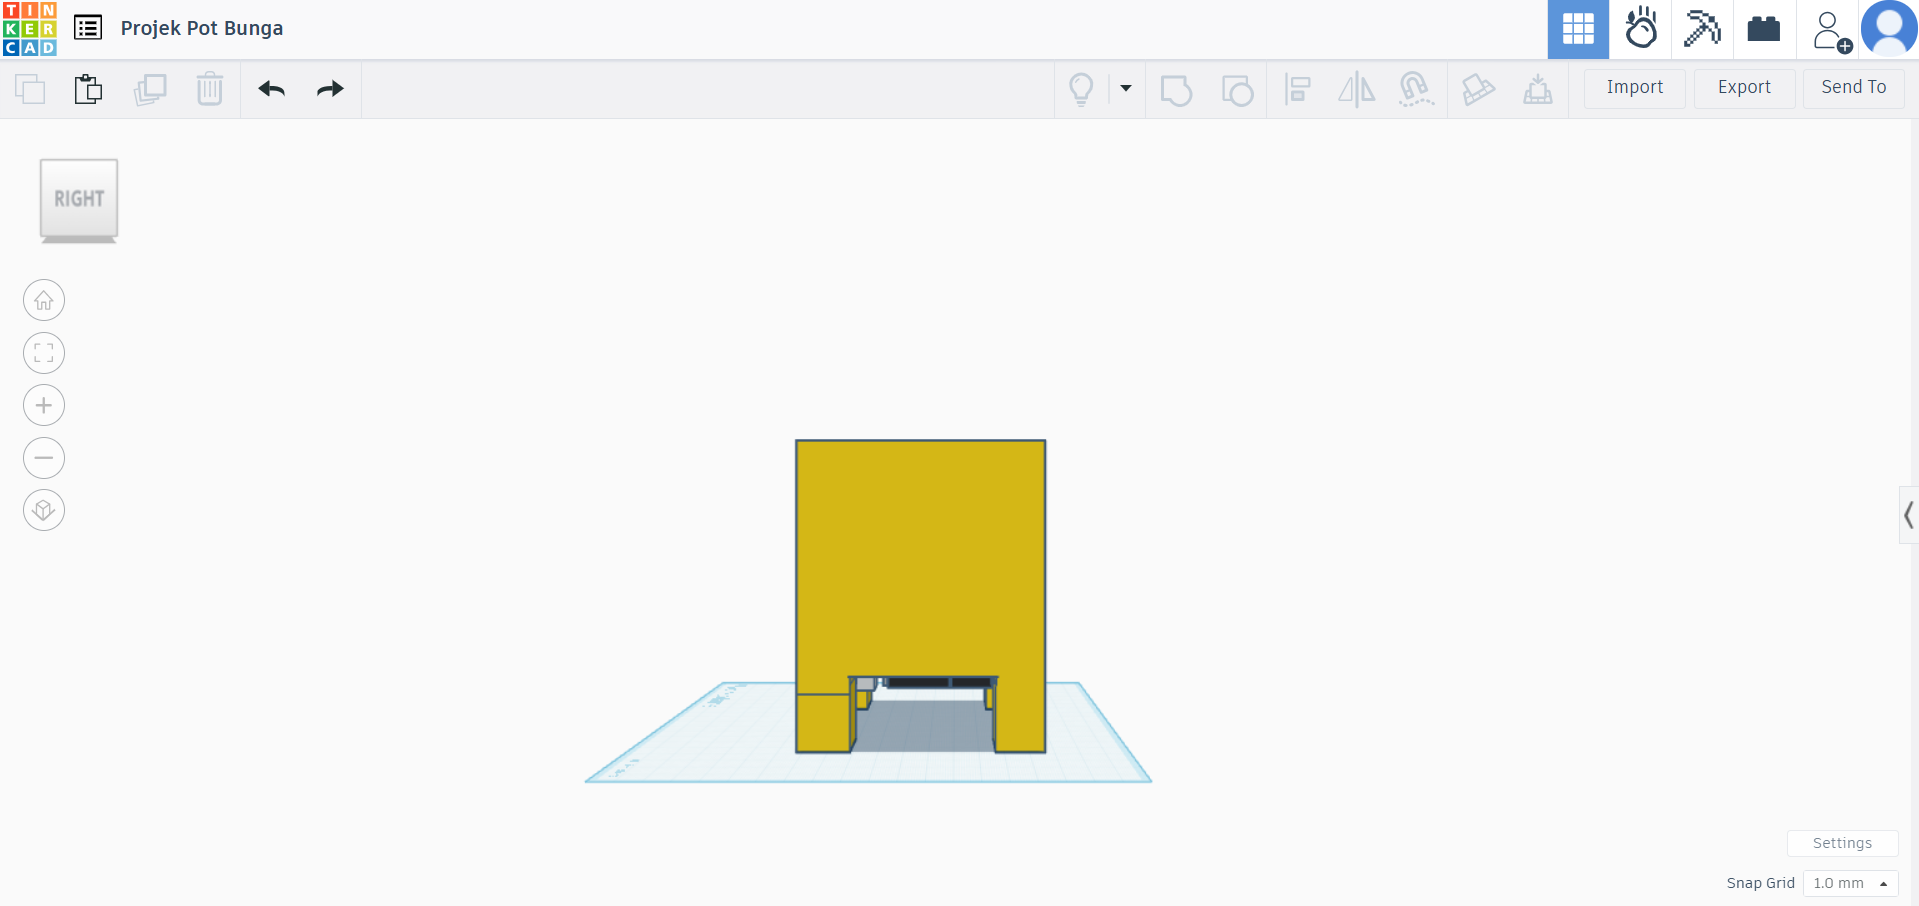 TIN
KER
CAD
Projek Pot Bunga
Import
Export
Send To
RIGHT
Settings
Snap Grid
1.0 mm